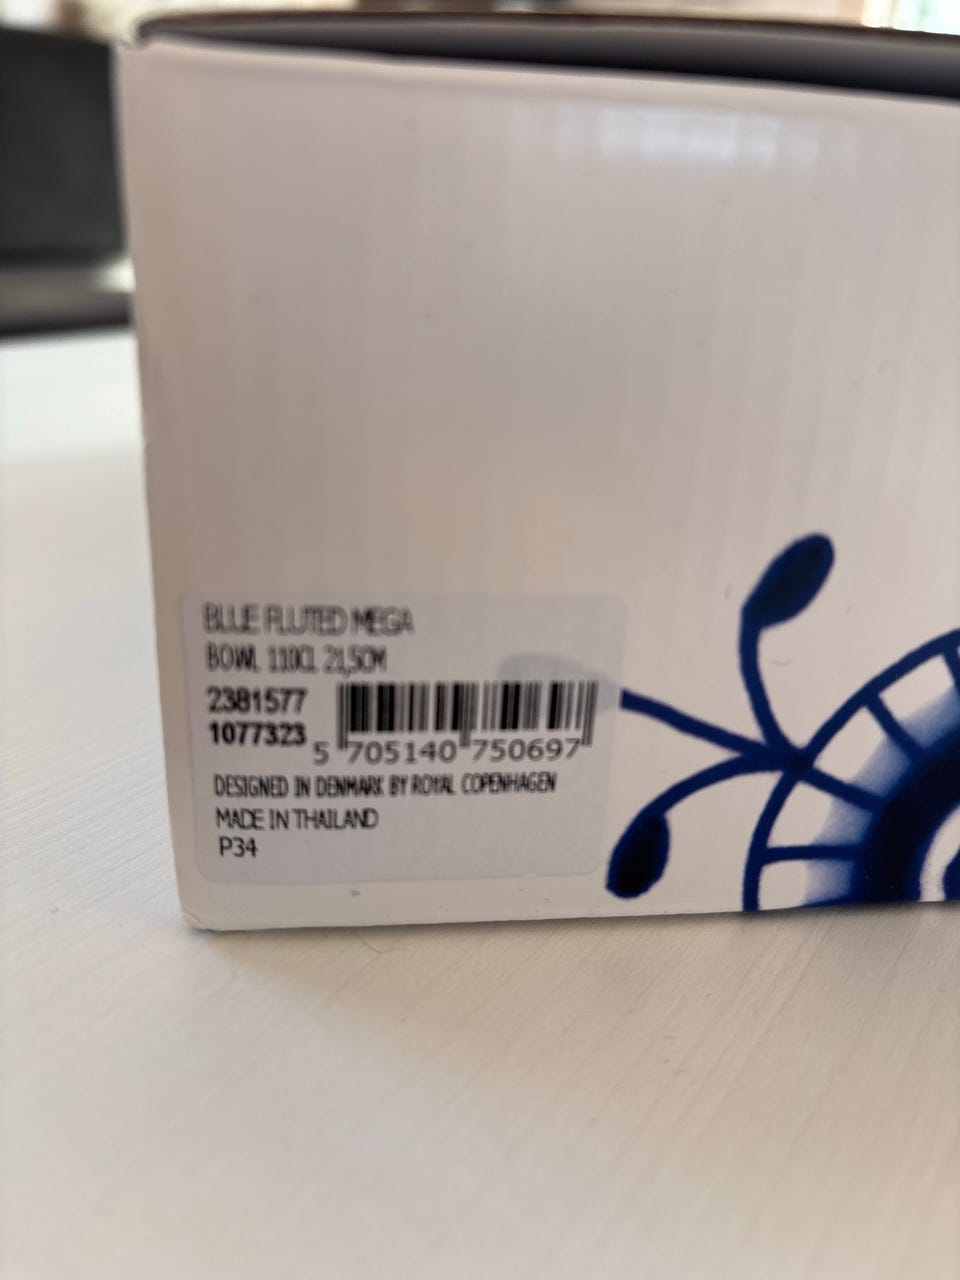 BLUE FLUTED MEGA
BOWL 110CL 21,5CM
2381577
1077323
5 705140 750697
DESIGNED IN DENMARK BY ROYAL COPENHAGEN
MADE IN THAILAND
P34